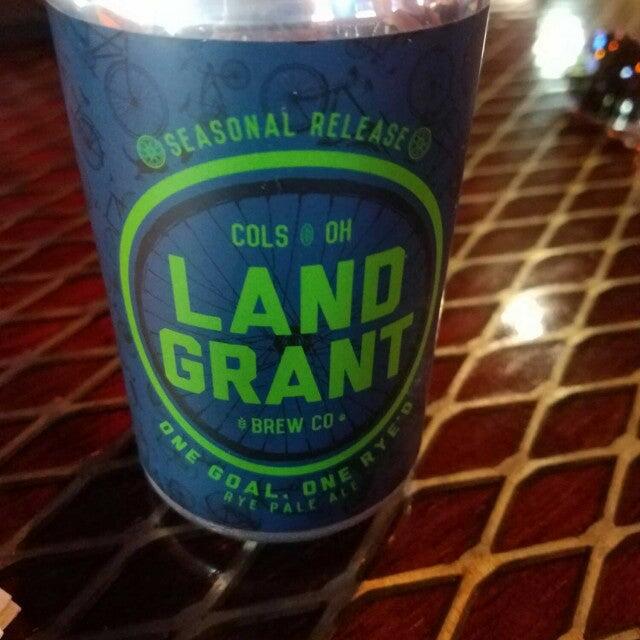 SEASONAL RELEASE
COLS OH
LAND
GRANT
BREW CO
ONE GOAL. ONE RYE'D
RYE PALE ALE